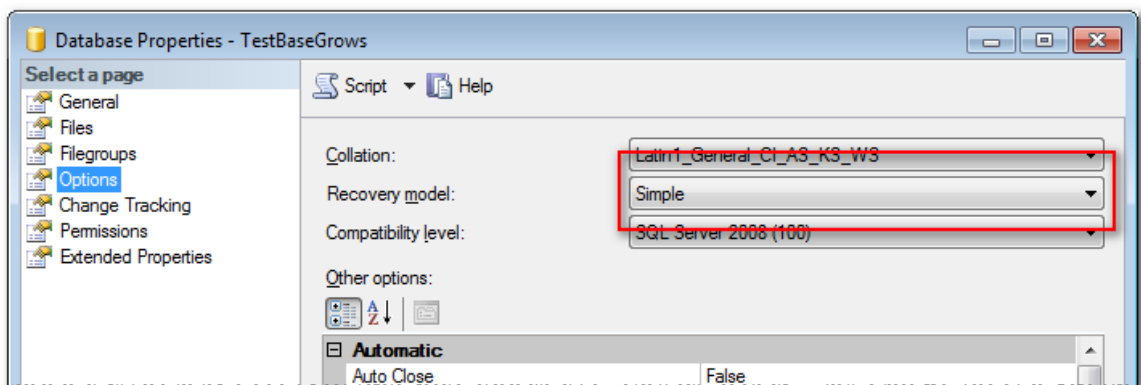 Database Properties - TestBaseGrows
Select a page
General
Files
Filegroups
Options
Change Tracking
Permissions
Extended Properties
Script Help
Collation: Latin1_General_CI_AS_KS_WS
Recovery model: Simple
Compatibility level: SQL Server 2008 (100)
Other options:
A
Z
Automatic
Auto Close False